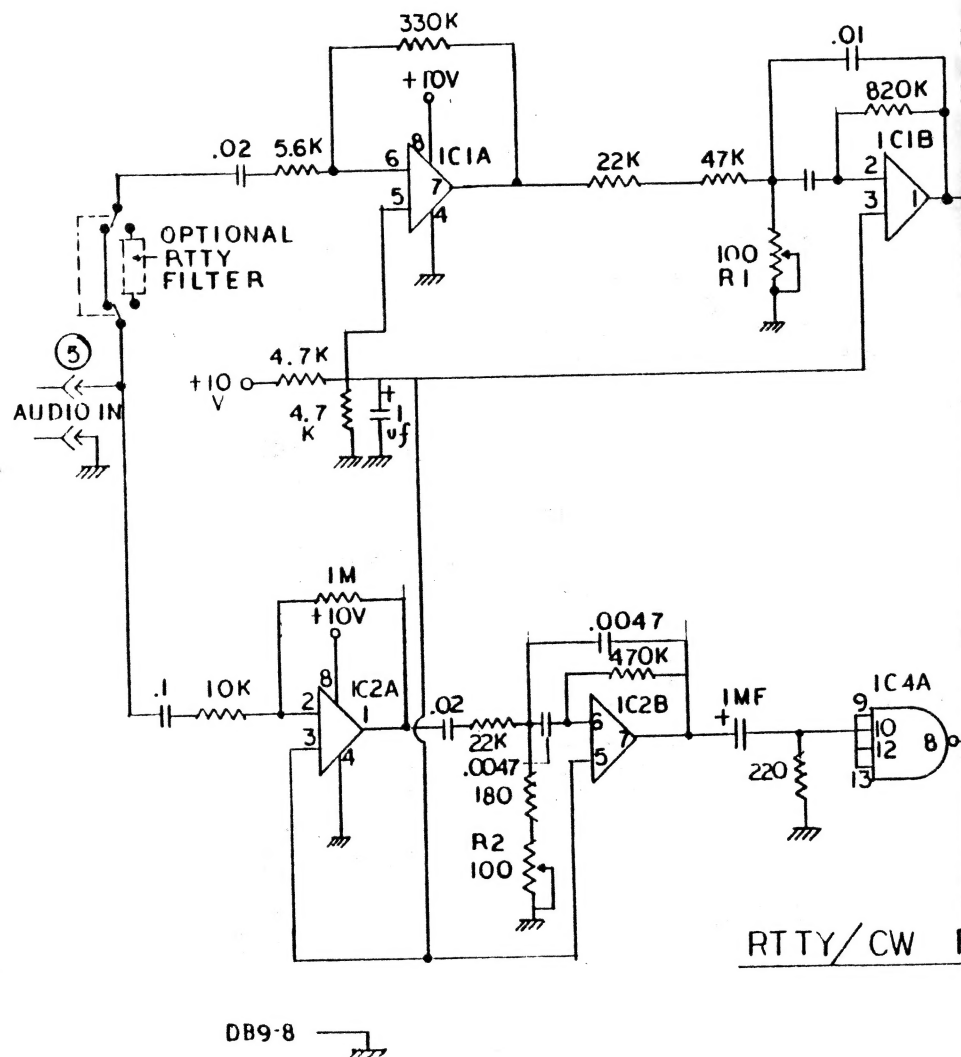 330K
+10V
.01
820K
.02
5.6K
6
8
IC1A
7
5
4
22K
47K
IC1B
2
3
1
OPTIONAL
RTTY
FILTER
100
R1
5
AUDIO IN
+10
V
4.7K
4.7
K
+
1
uf
1M
+10V
8
IC2A
.1
10K
2
3
1
4
.02
22K
.0047
180
R2
100
.0047
470K
6
5
IC2B
7
1MF
+
220
IC4A
9
10
12
13
8
RTTY/CW
DB9-8